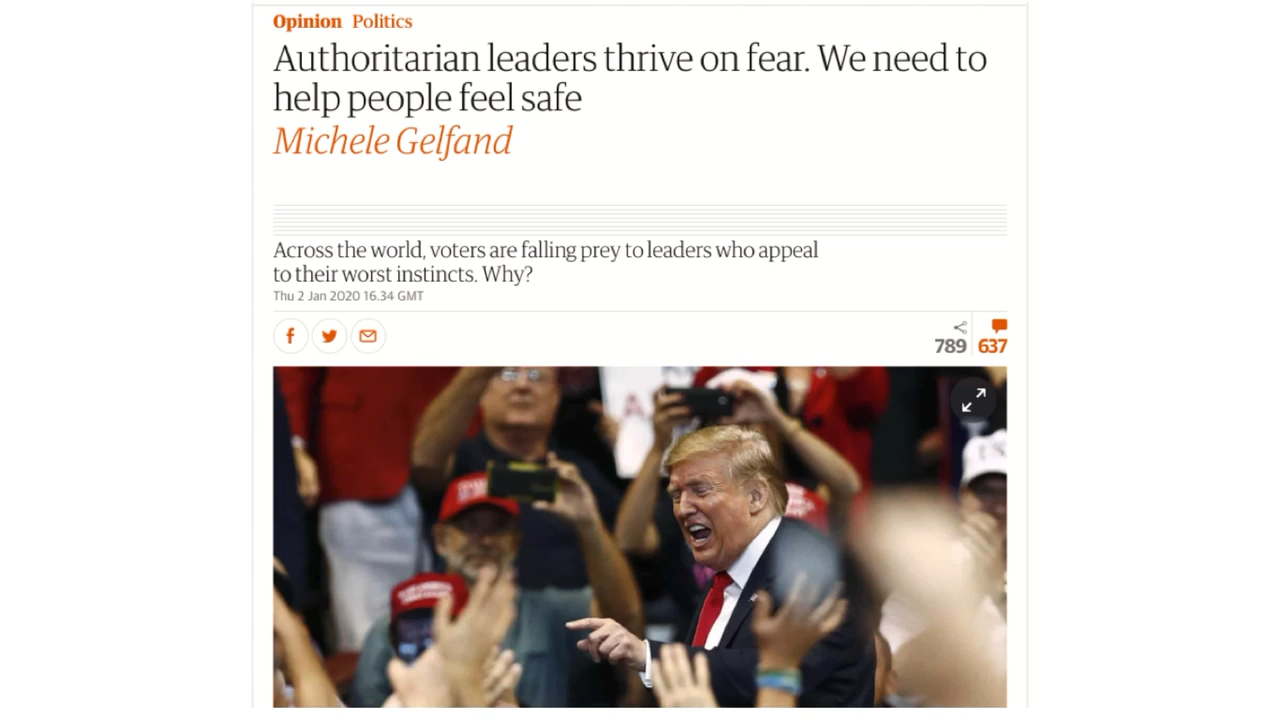 Opinion Politics
Authoritarian leaders thrive on fear. We need to
help people feel safe
Michele Gelfand
Across the world, voters are falling prey to leaders who appeal
to their worst instincts. Why?
Thu 2 Jan 2020 16.34 GMT
789 637